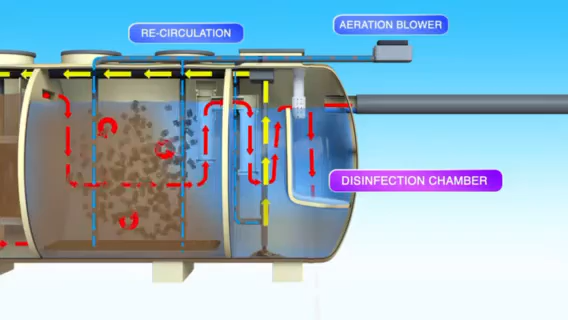 RE-CIRCULATION
AERATION BLOWER
DISINFECTION CHAMBER